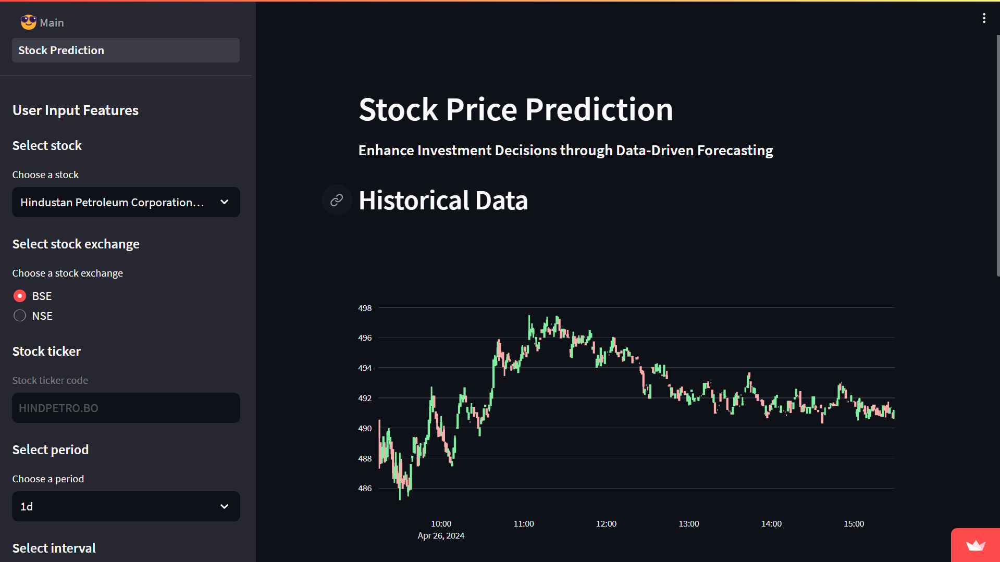 Main
Stock Prediction
User Input Features
Select stock
Choose a stock
Hindustan Petroleum Corporation...
Select stock exchange
Choose a stock exchange
BSE
NSE
Stock ticker
Stock ticker code
HINDPETRO.BO
Select period
Choose a period
1d
Select interval
Stock Price Prediction
Enhance Investment Decisions through Data-Driven Forecasting
Historical Data
498
496
494
492
490
488
486
10:00 11:00 12:00 13:00 14:00 15:00
Apr 26, 2024